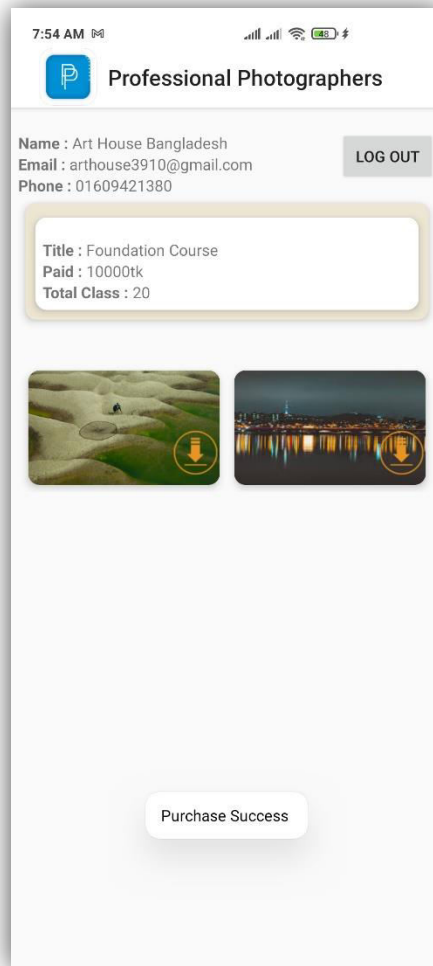 7:54 AM
48
Professional Photographers
Name : Art House Bangladesh
Email : arthouse3910@gmail.com
Phone : 01609421380
LOG OUT
Title : Foundation Course
Paid : 10000tk
Total Class : 20
Purchase Success